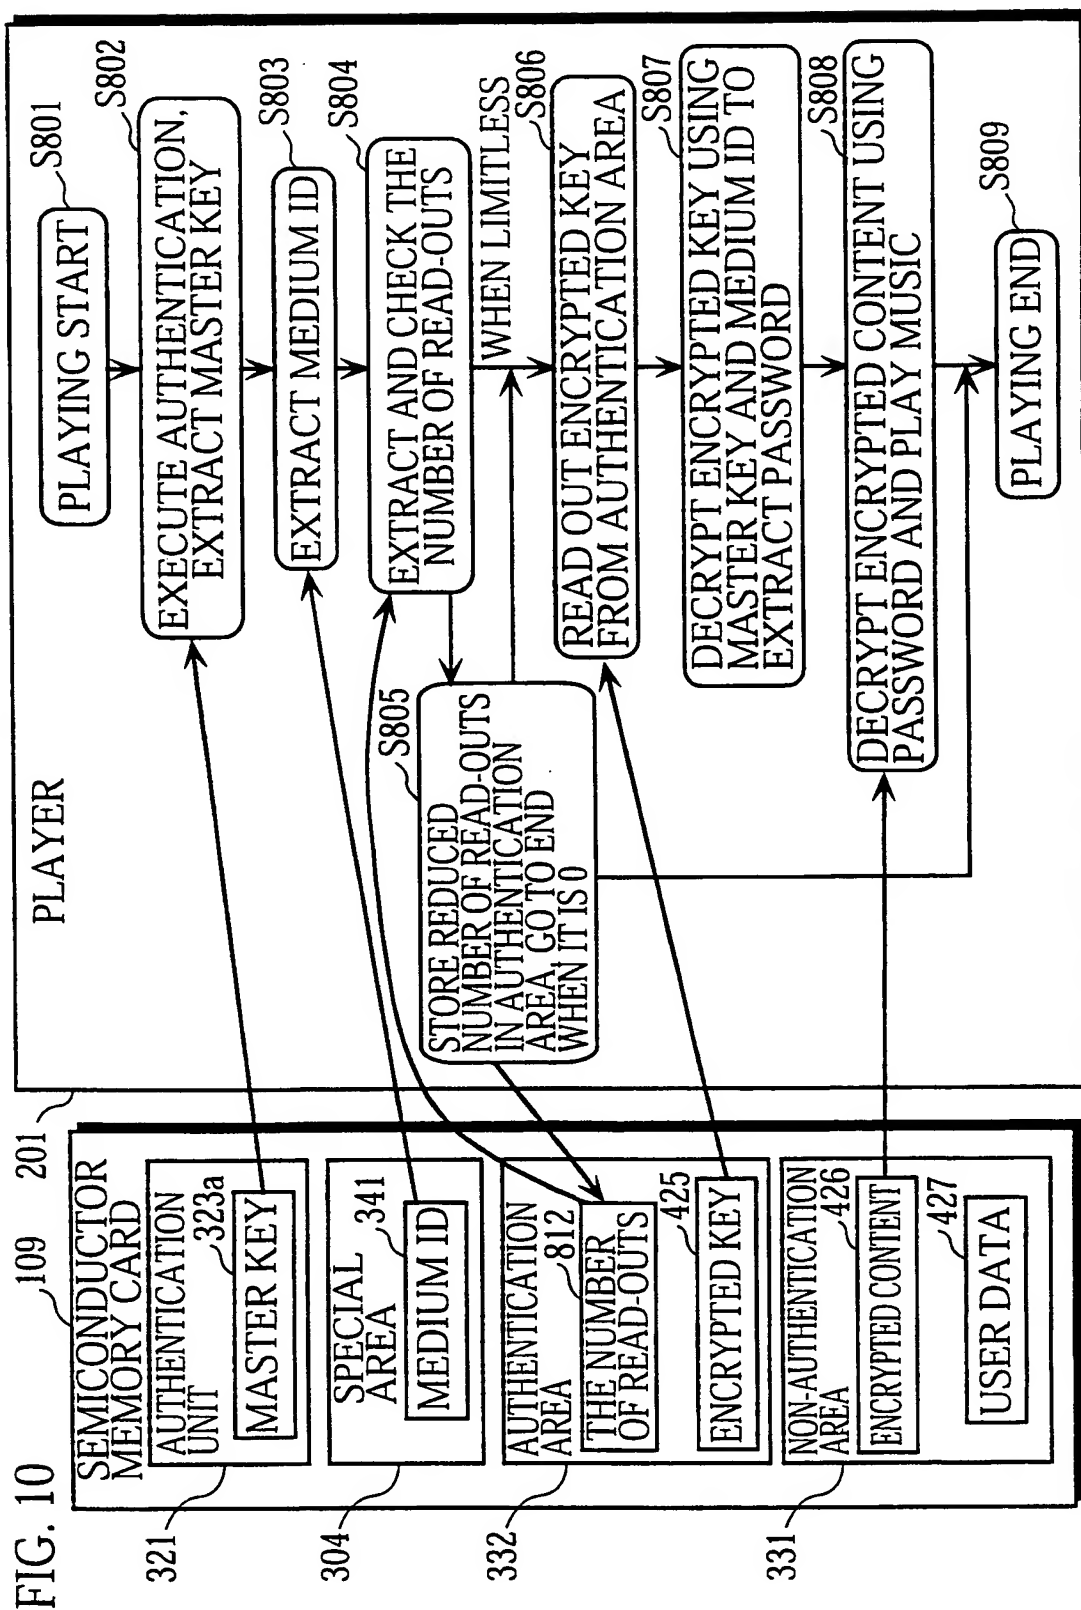 FIG. 10
109
201
SEMICONDUCTOR
MEMORY CARD
321
AUTHENTICATION
UNIT
323a
MASTER KEY
304
SPECIAL
AREA
341
MEDIUM ID
332
AUTHENTICATION
AREA
812
THE NUMBER
OF READ-OUTS
425
ENCRYPTED KEY
331
NON-AUTHENTICATION
AREA
426
ENCRYPTED CONTENT
427
USER DATA
PLAYER
S801
PLAYING START
S802
EXECUTE AUTHENTICATION,
EXTRACT MASTER KEY
S803
EXTRACT MEDIUM ID
S804
EXTRACT AND CHECK THE
NUMBER OF READ-OUTS
WHEN LIMITLESS
S805
STORE REDUCED
NUMBER OF READ-OUTS
IN AUTHENTICATION
AREA, GO TO END
WHEN IT IS 0
S806
READ OUT ENCRYPTED KEY
FROM AUTHENTICATION AREA
S807
DECRYPT ENCRYPTED KEY USING
MASTER KEY AND MEDIUM ID TO
EXTRACT PASSWORD
S808
DECRYPT ENCRYPTED CONTENT USING
PASSWORD AND PLAY MUSIC
S809
PLAYING END